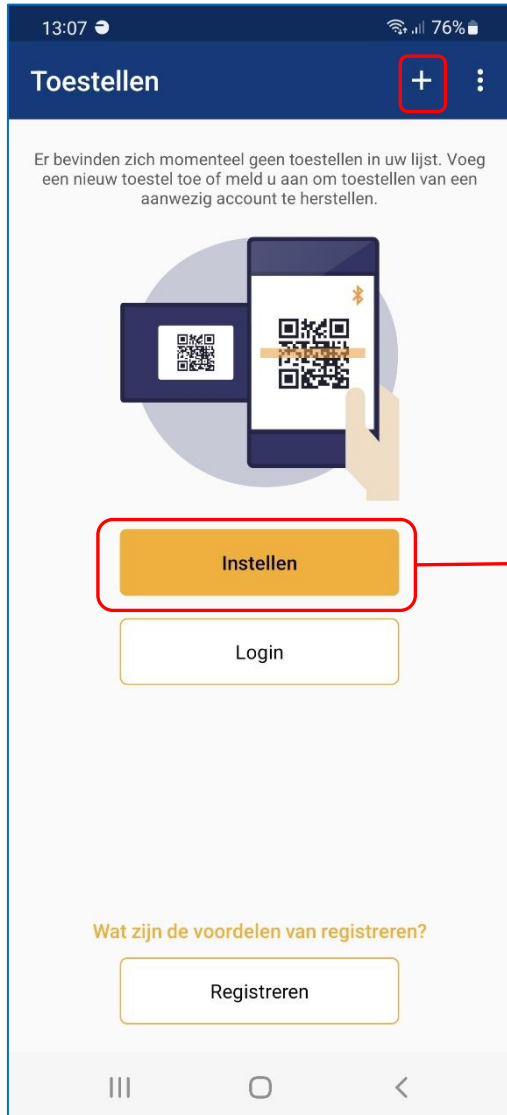 13:07 76%
Toestellen +
Er bevinden zich momenteel geen toestellen in uw lijst. Voeg
een nieuw toestel toe of meld u aan om toestellen van een
aanwezig account te herstellen.
Instellen
Login
Wat zijn de voordelen van registreren?
Registreren